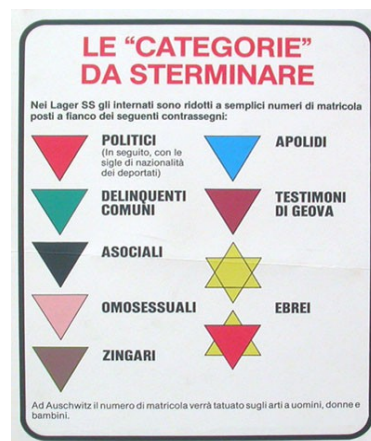 LE “CATEGORIE”
DA STERMINARE
Nei Lager SS gli internati sono ridotti a semplici numeri di matricola
posti a fianco dei seguenti contrassegni:
POLITICI
(In seguito, con le
sigle di nazionalità
dei deportati)
APOLIDI
DELINQUENTI
COMUNI
TESTIMONI
DI GEOVA
ASOCIALI
OMOSESSUALI
EBREI
ZINGARI
Ad Auschwitz il numero di matricola verrà tatuato sugli arti a uomini, donne e
bambini.